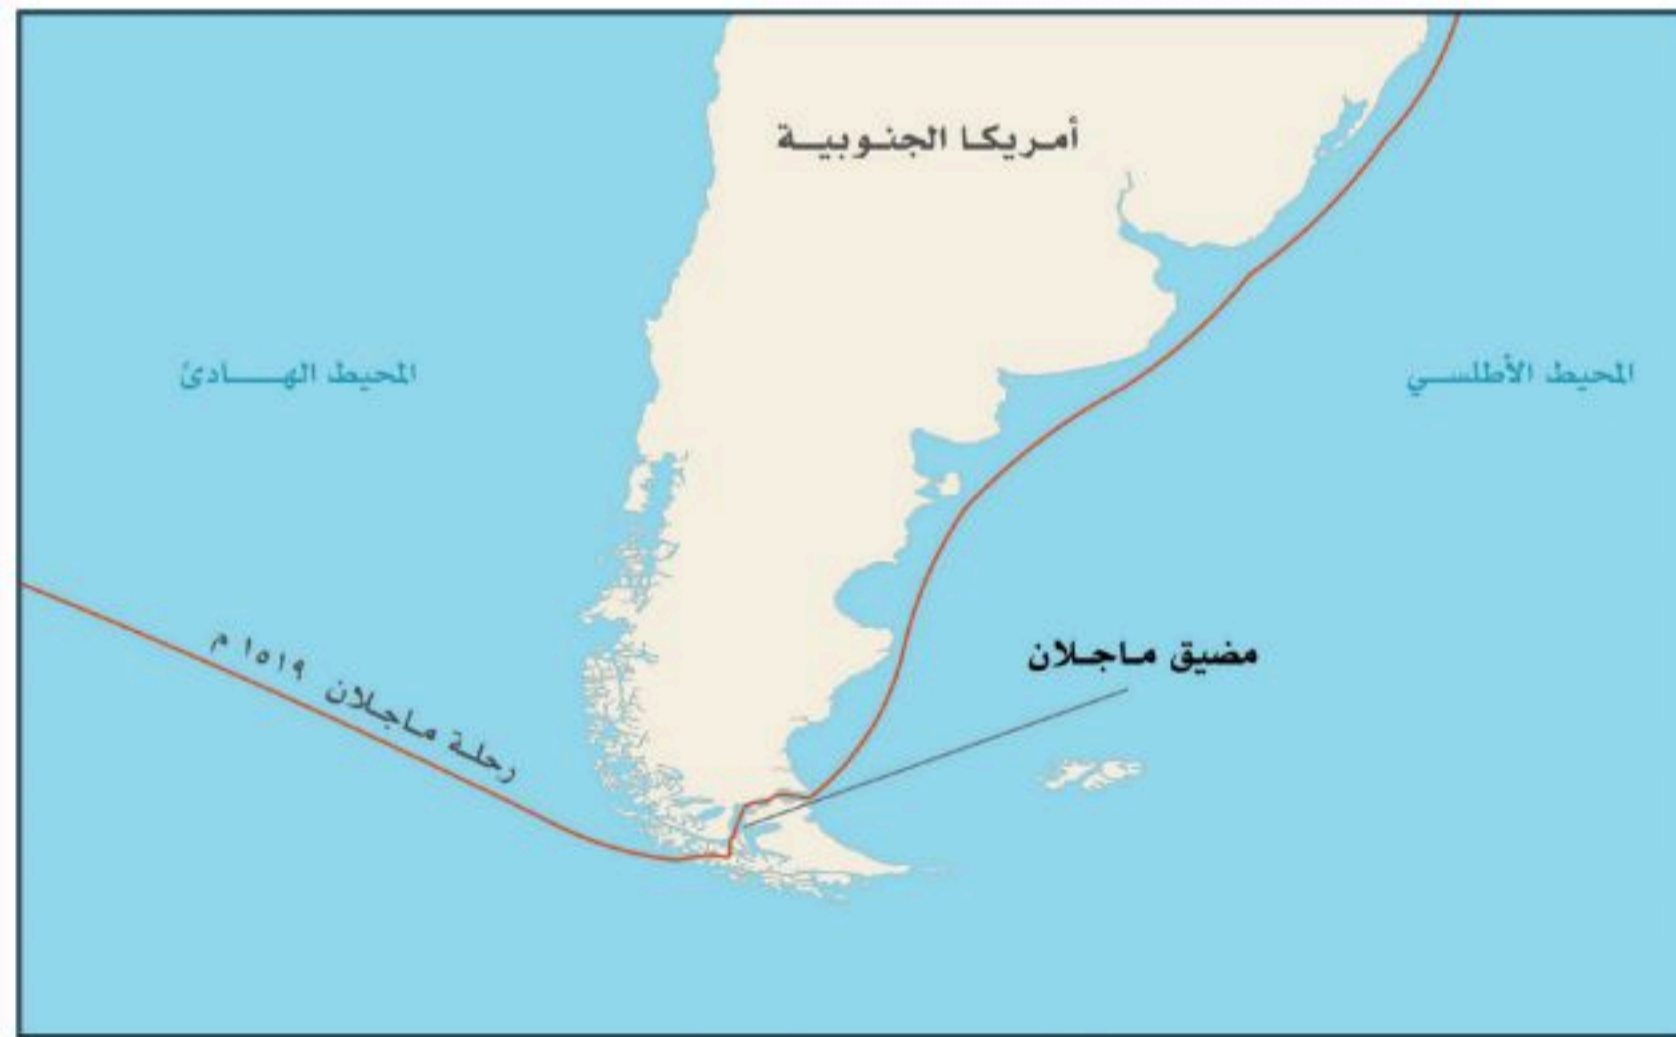 أمريكا الجنوبية
المحيط الأطلسي
المحيط الهادئ
مضيق ماجلان
رحلة ماجلان ١٥١٩ م